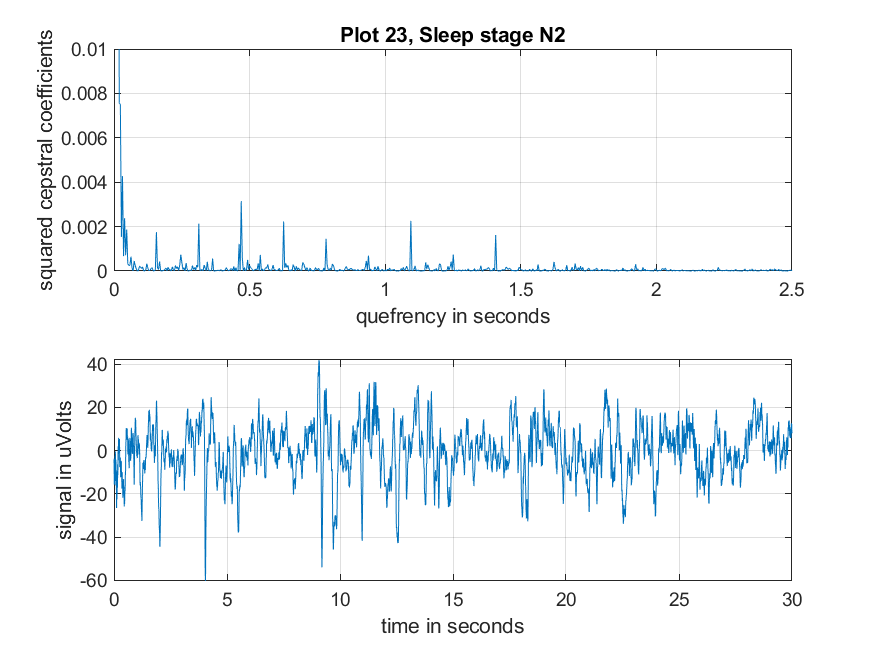 Plot 23, Sleep stage N2
squared cepstral coefficients
0.01
0.008
0.006
0.004
0.002
0
0 0.5 1 1.5 2 2.5
quefrency in seconds
signal in uVolts
40
20
0
-20
-40
-60
0 5 10 15 20 25 30
time in seconds